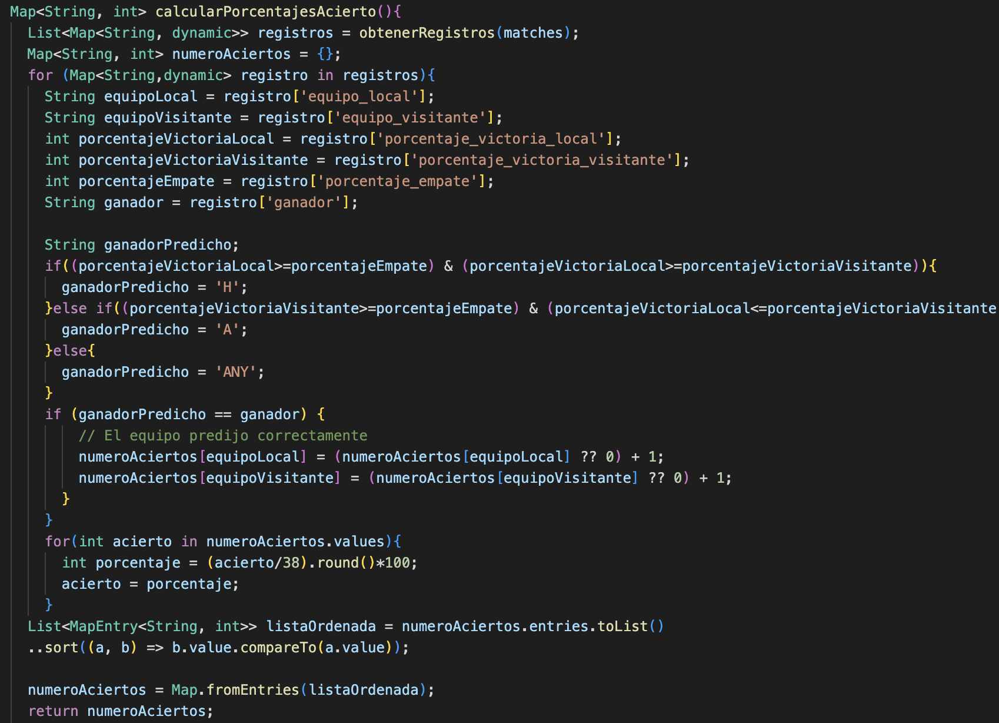 Map<String, int> calcularPorcentajesAcierto(){
  List<Map<String, dynamic>> registros = obtenerRegistros(matches);
  Map<String, int> numeroAciertos = {};
  for (Map<String,dynamic> registro in registros){
    String equipoLocal = registro['equipo_local'];
    String equipoVisitante = registro['equipo_visitante'];
    int porcentajeVictoriaLocal = registro['porcentaje_victoria_local'];
    int porcentajeVictoriaVisitante = registro['porcentaje_victoria_visitante'];
    int porcentajeEmpate = registro['porcentaje_empate'];
    String ganador = registro['ganador'];

    String ganadorPredicho;
    if((porcentajeVictoriaLocal>=porcentajeEmpate) & (porcentajeVictoriaLocal>=porcentajeVictoriaVisitante)){
      ganadorPredicho = 'H';
    }else if((porcentajeVictoriaVisitante>=porcentajeEmpate) & (porcentajeVictoriaLocal<=porcentajeVictoriaVisitante
      ganadorPredicho = 'A';
    }else{
      ganadorPredicho = 'ANY';
    }
    if (ganadorPredicho == ganador) {
        // El equipo predijo correctamente
        numeroAciertos[equipoLocal] = (numeroAciertos[equipoLocal] ?? 0) + 1;
        numeroAciertos[equipoVisitante] = (numeroAciertos[equipoVisitante] ?? 0) + 1;
      }
    }
    for(int acierto in numeroAciertos.values){
      int porcentaje = (acierto/38).round()*100;
      acierto = porcentaje;
    }
  List<MapEntry<String, int>> listaOrdenada = numeroAciertos.entries.toList()
  ..sort((a, b) => b.value.compareTo(a.value));

  numeroAciertos = Map.fromEntries(listaOrdenada);
  return numeroAciertos;